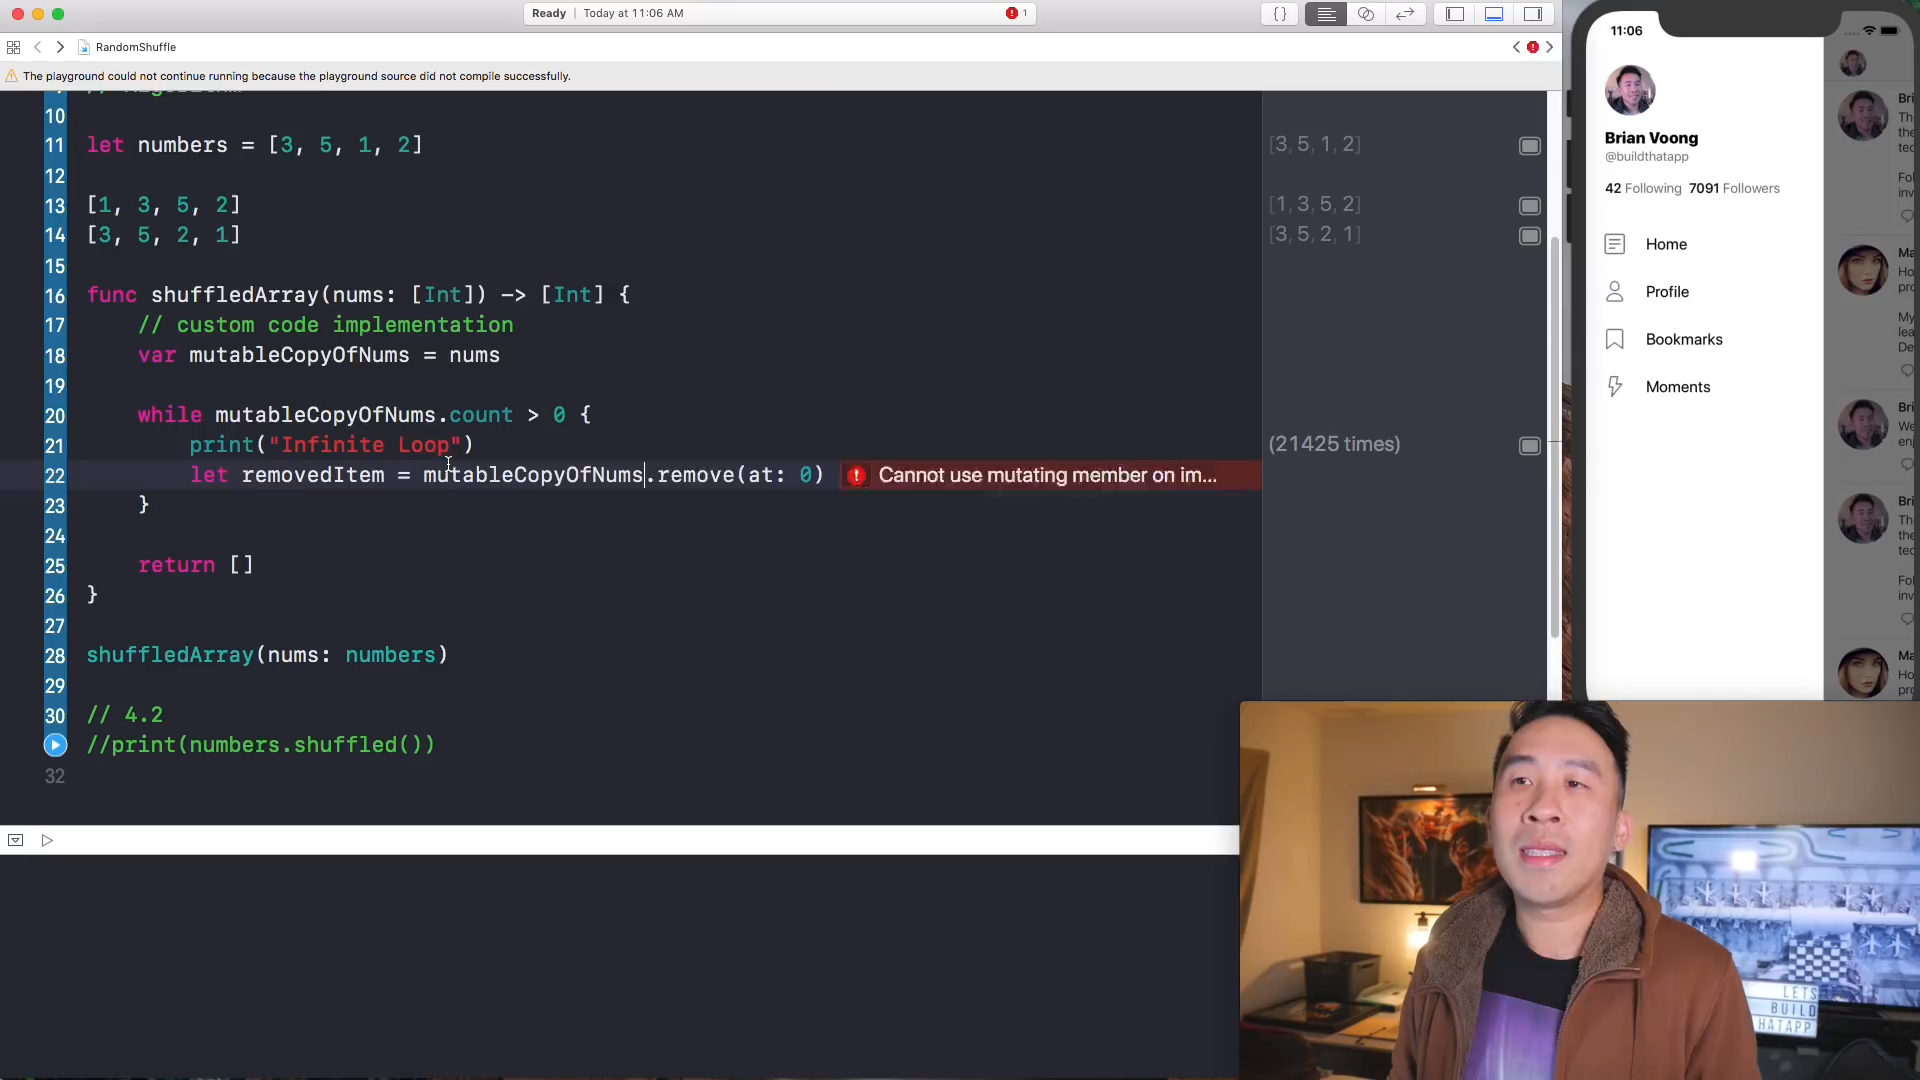 Ready | Today at 11:06 AM 1
RandomShuffle
The playground could not continue running because the playground source did not compile successfully.
10
11 let numbers = [3, 5, 1, 2] [3, 5, 1, 2]
12
13 [1, 3, 5, 2] [1, 3, 5, 2]
14 [3, 5, 2, 1] [3, 5, 2, 1]
15
16 func shuffledArray(nums: [Int]) -> [Int] {
17 // custom code implementation
18 var mutableCopyOfNums = nums
19
20 while mutableCopyOfNums.count > 0 {
21 print("Infinite Loop") (21425 times)
22 let removedItem = mutableCopyOfNums.remove(at: 0) Cannot use mutating member on im...
23 }
24
25 return []
26 }
27
28 shuffledArray(nums: numbers)
29
30 // 4.2
//print(numbers.shuffled())
32
11:06
Brian Voong
@buildthatapp
42 Following 7091 Followers
Home
Profile
Bookmarks
Moments
LETS
BUILD
HATAPP